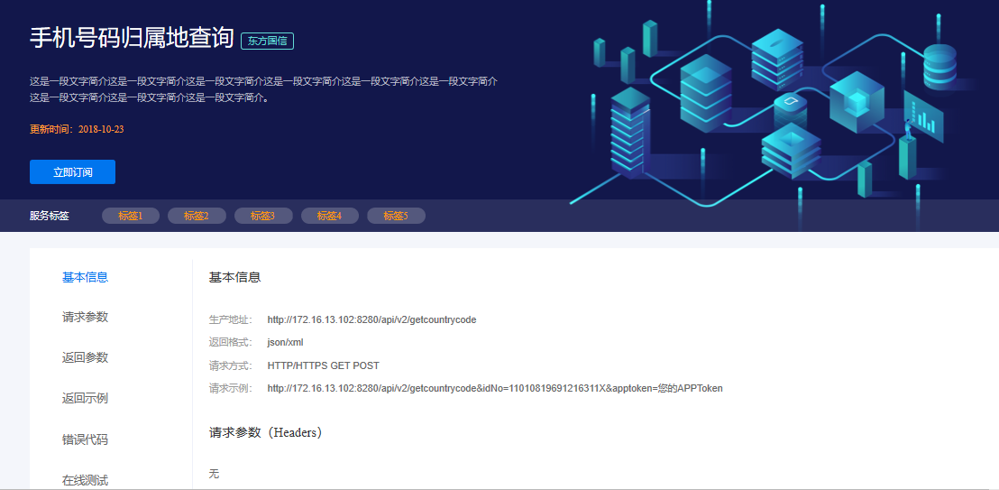 手机号码归属地查询 东方国信
这是一段文字简介这是一段文字简介这是一段文字简介这是一段文字简介这是一段文字简介这是一段文字简介
这是一段文字简介这是一段文字简介这是一段文字简介。
更新时间：2018-10-23
立即订阅
服务标签 标签1 标签2 标签3 标签4 标签5
基本信息
请求参数
返回参数
返回示例
错误代码
在线测试
基本信息
生产地址： http://172.16.13.102:8280/api/v2/getcountrycode
返回格式： json/xml
请求方式： HTTP/HTTPS GET POST
请求示例： http://172.16.13.102:8280/api/v2/getcountrycode&idNo=11010819691216311X&apptoken=您的APPToken
请求参数（Headers）
无